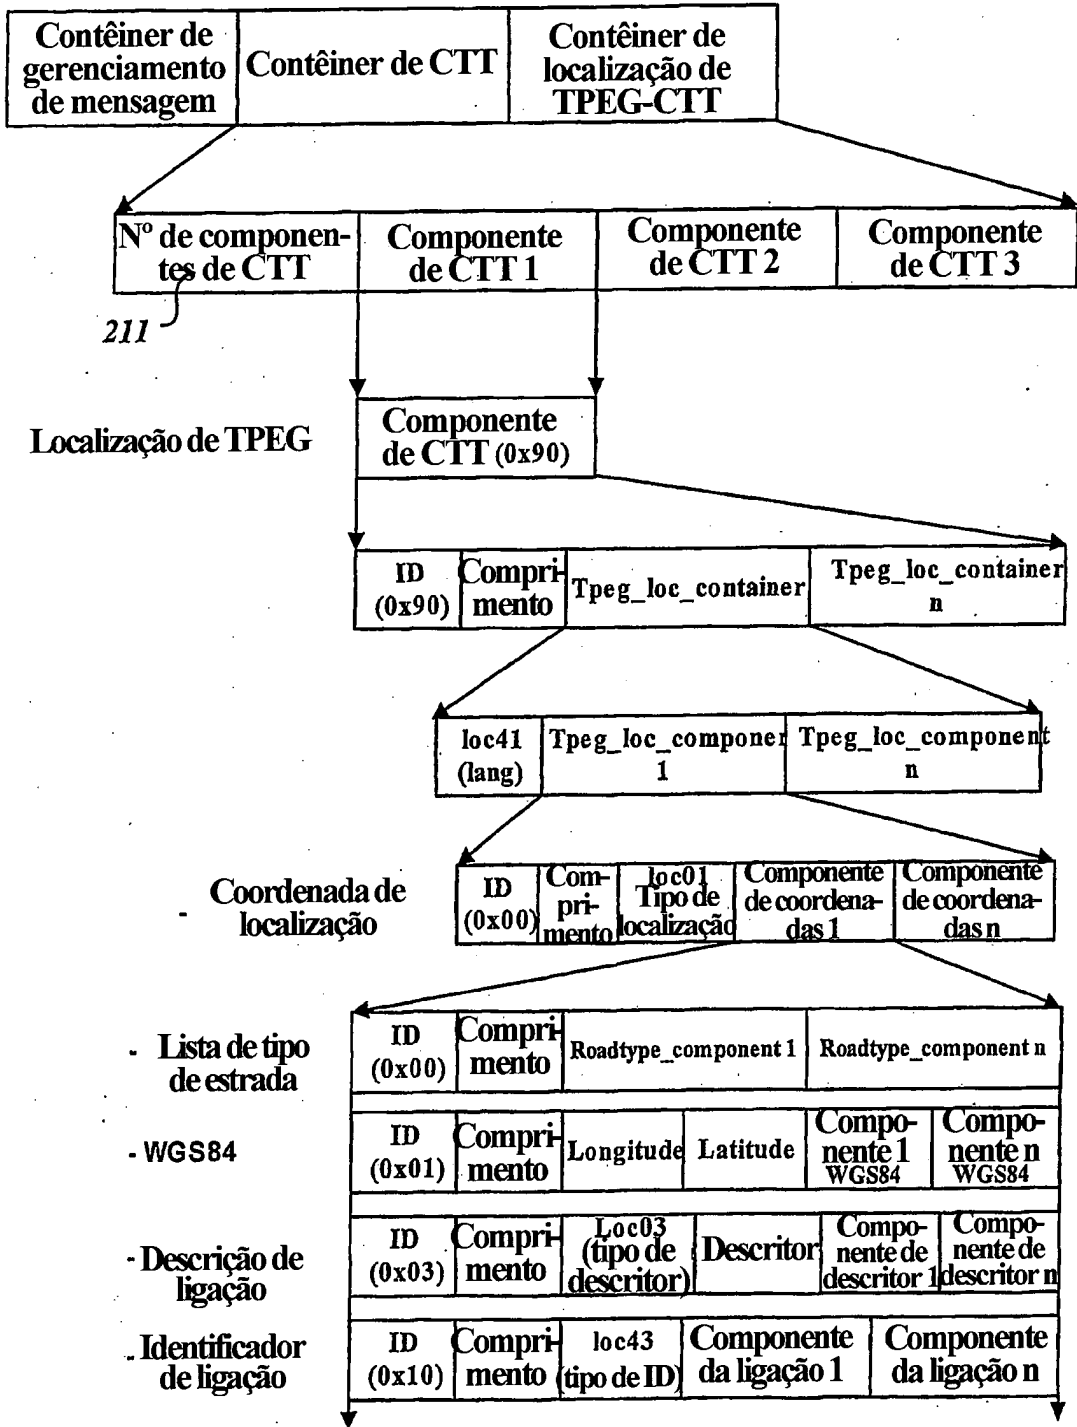 Contêiner de
gerenciamento
de mensagem
Contêiner de CTT
Contêiner de
localização de
TPEG-CTT
Nº de componen-
tes de CTT
Componente
de CTT 1
Componente
de CTT 2
Componente
de CTT 3
211
Localização de TPEG
Componente
de CTT (0x90)
ID
(0x90)
Compri-
mento
Tpeg_loc_container
Tpeg_loc_container
n
loc41
(lang)
Tpeg_loc_componer
1
Tpeg_loc_component
n
- Coordenada de
localização
ID
(0x00)
Com-
pri-
mento
loc01
Tipo de
localização
Componente
de coordena-
das 1
Componente
de coordena-
das n
- Lista de tipo
de estrada
ID
(0x00)
Compri-
mento
Roadtype_component 1
Roadtype_component n
- WGS84
ID
(0x01)
Compri-
mento
Longitude
Latitude
Compo-
nente 1
WGS84
Compo-
nente n
WGS84
- Descrição de
ligação
ID
(0x03)
Compri-
mento
Loc03
(tipo de
descritor)
Descritor
Compo-
nente de
descritor 1
Compo-
nente de
descritor n
- Identificador
de ligação
ID
(0x10)
Compri-
mento
loc43
(tipo de ID)
Componente
da ligação 1
Componente
da ligação n